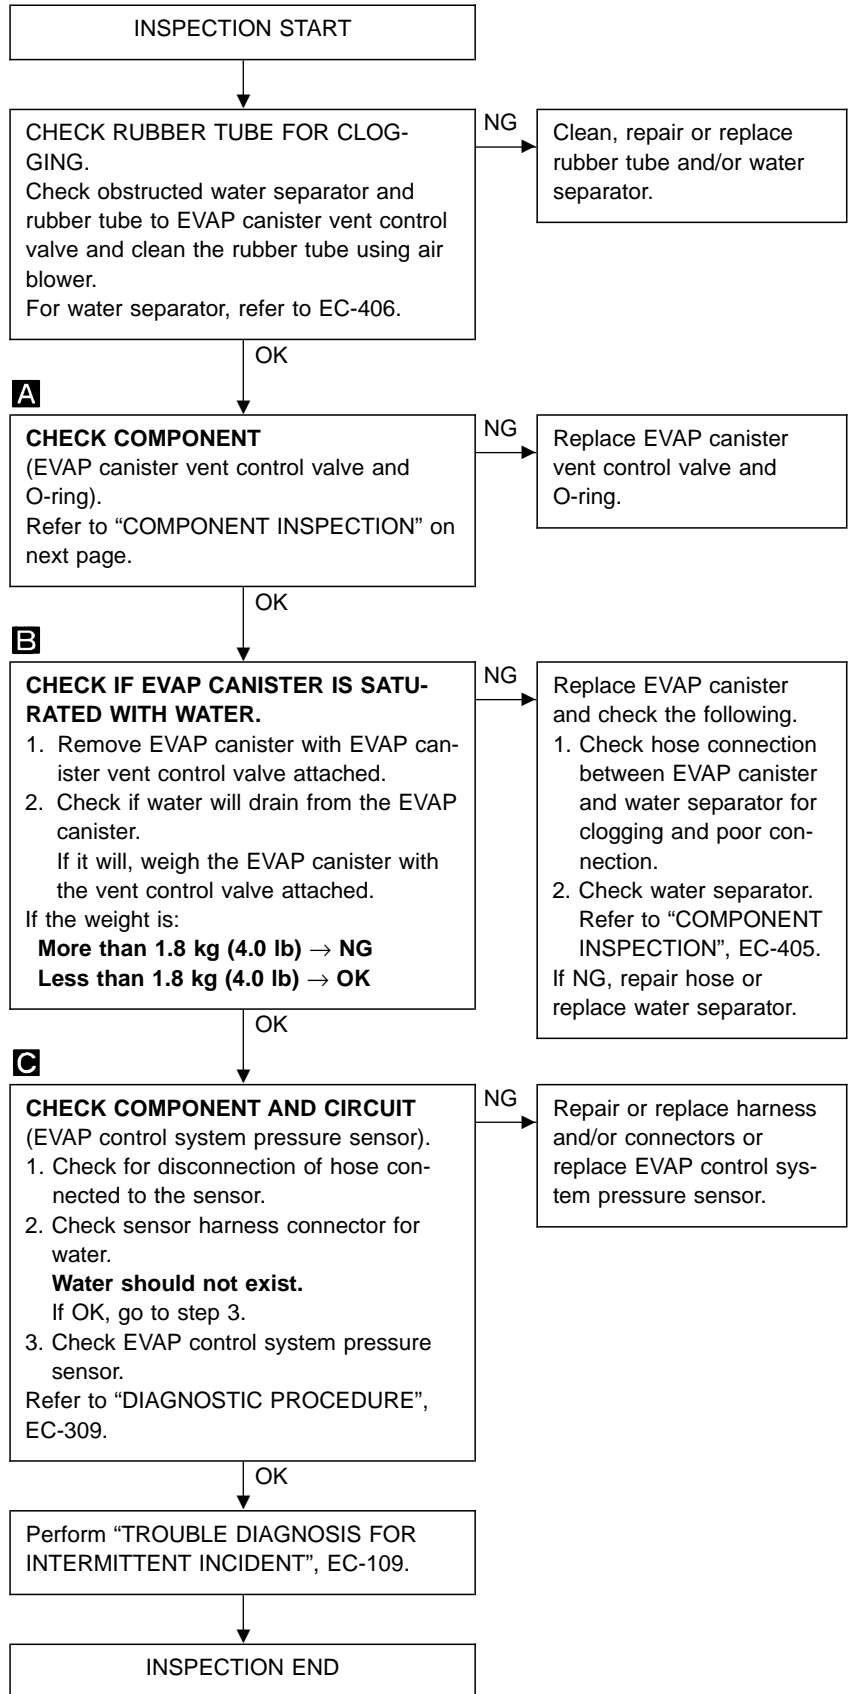 INSPECTION START
CHECK RUBBER TUBE FOR CLOG-
GING.
Check obstructed water separator and
rubber tube to EVAP canister vent control
valve and clean the rubber tube using air
blower.
For water separator, refer to EC-406.
NG
Clean, repair or replace
rubber tube and/or water
separator.
OK
A
CHECK COMPONENT
(EVAP canister vent control valve and
O-ring).
Refer to “COMPONENT INSPECTION” on
next page.
NG
Replace EVAP canister
vent control valve and
O-ring.
OK
B
CHECK IF EVAP CANISTER IS SATU-
RATED WITH WATER.
1. Remove EVAP canister with EVAP can-
ister vent control valve attached.
2. Check if water will drain from the EVAP
canister.
If it will, weigh the EVAP canister with
the vent control valve attached.
If the weight is:
More than 1.8 kg (4.0 lb) → NG
Less than 1.8 kg (4.0 lb) → OK
NG
Replace EVAP canister
and check the following.
1. Check hose connection
between EVAP canister
and water separator for
clogging and poor con-
nection.
2. Check water separator.
Refer to “COMPONENT
INSPECTION”, EC-405.
If NG, repair hose or
replace water separator.
OK
C
CHECK COMPONENT AND CIRCUIT
(EVAP control system pressure sensor).
1. Check for disconnection of hose con-
nected to the sensor.
2. Check sensor harness connector for
water.
Water should not exist.
If OK, go to step 3.
3. Check EVAP control system pressure
sensor.
Refer to “DIAGNOSTIC PROCEDURE”,
EC-309.
NG
Repair or replace harness
and/or connectors or
replace EVAP control sys-
tem pressure sensor.
OK
Perform “TROUBLE DIAGNOSIS FOR
INTERMITTENT INCIDENT”, EC-109.
INSPECTION END